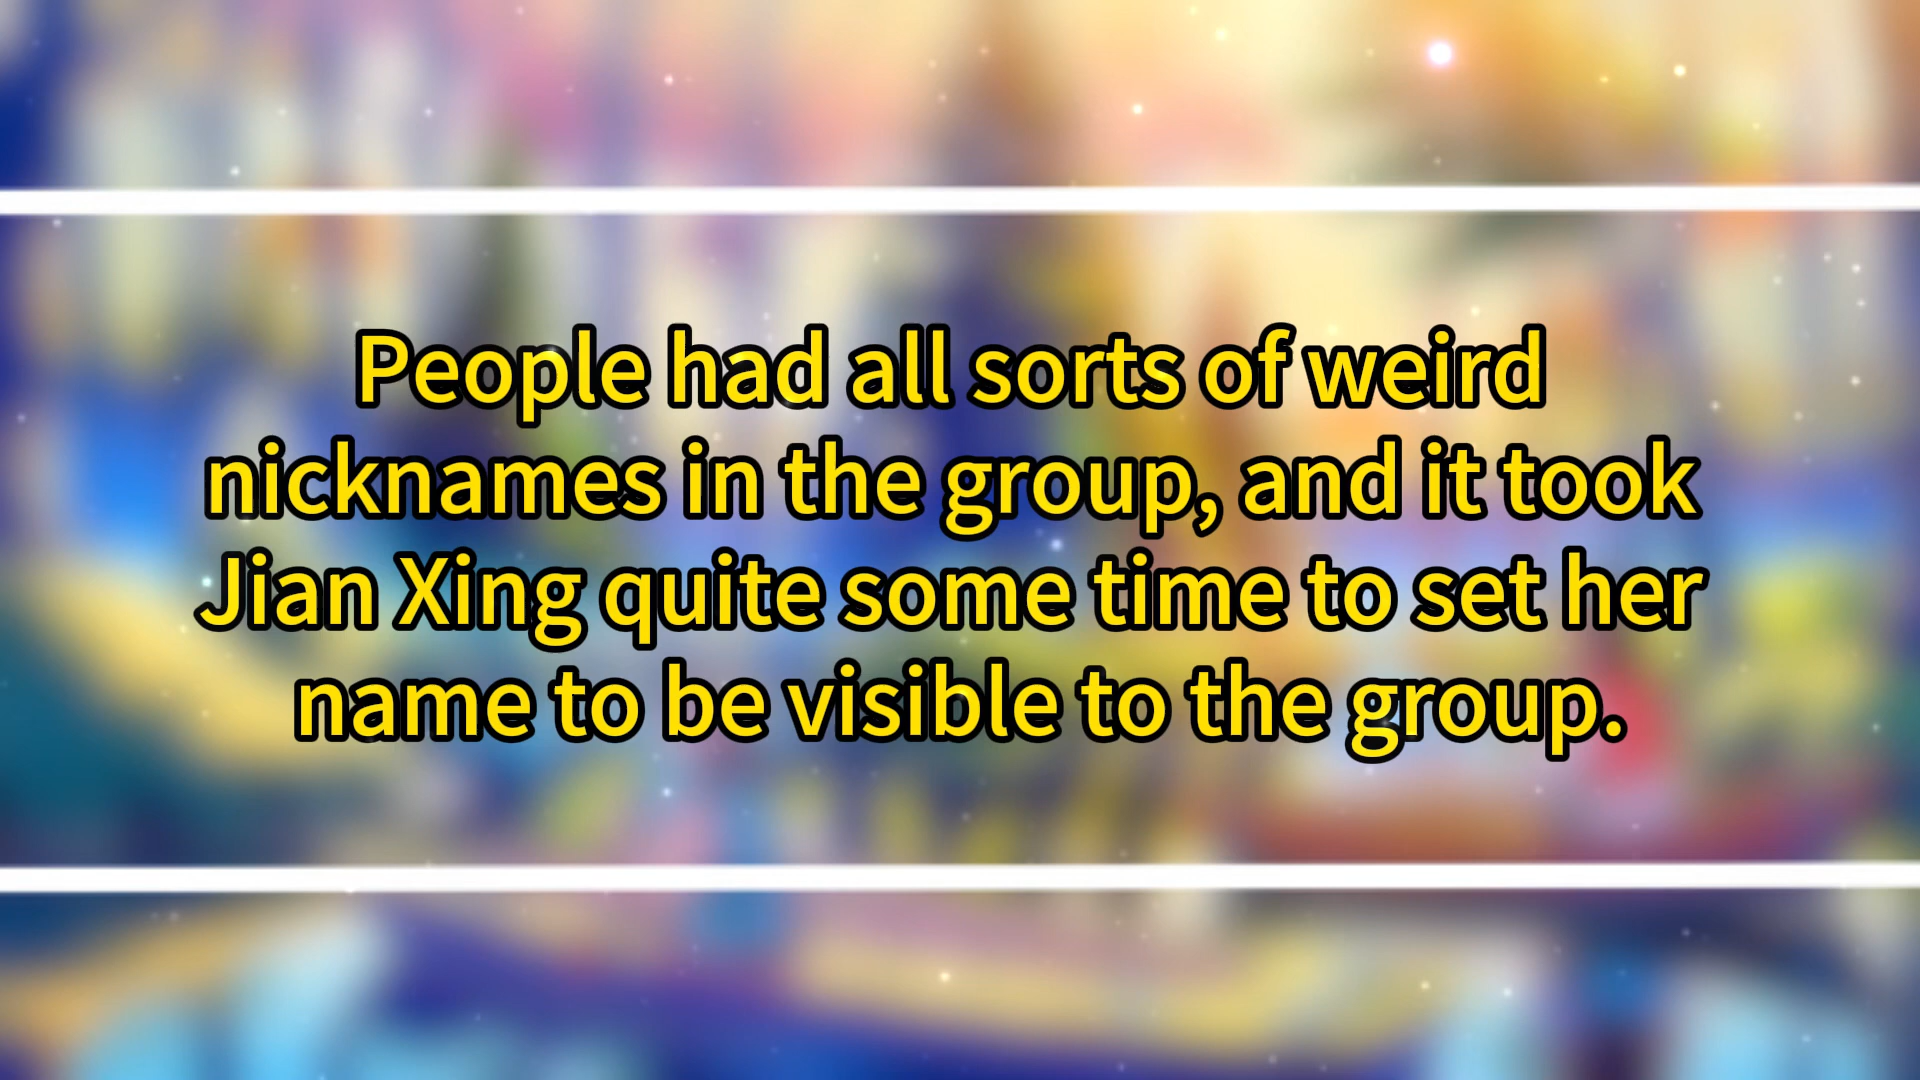 People had all sorts of weird
nicknames in the group, and it took
Jian Xing quite some time to set her
name to be visible to the group.